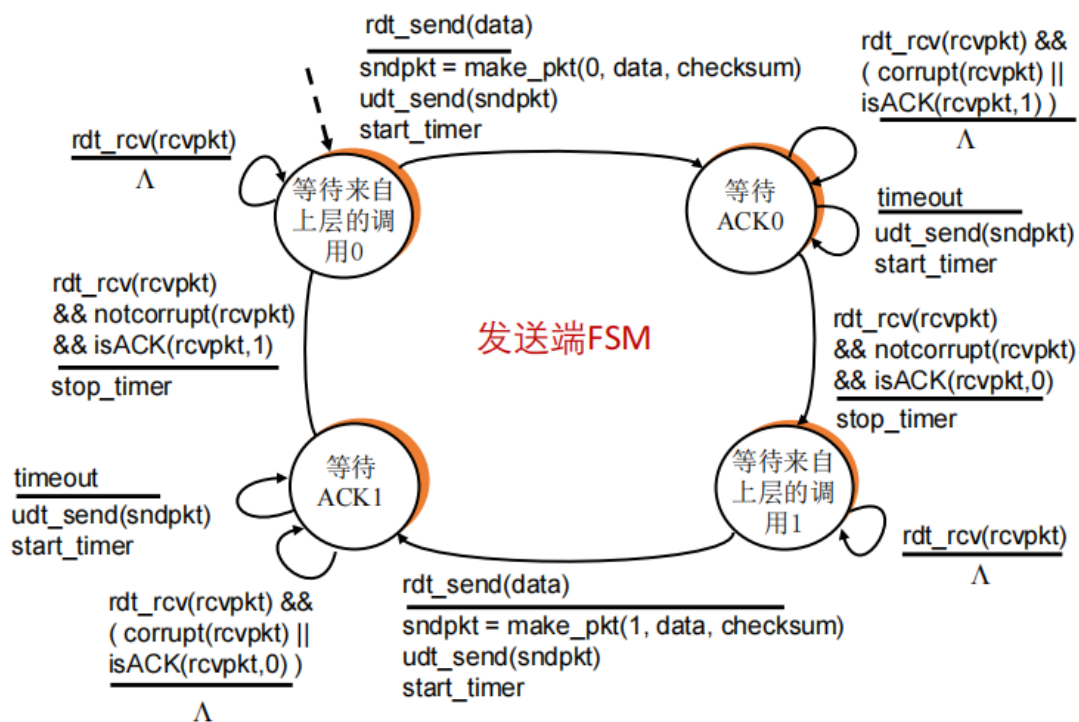 rdt_send(data)
sndpkt = make_pkt(0, data, checksum)
udt_send(sndpkt)
start_timer
rdt_rcv(rcvpkt) &&
( corrupt(rcvpkt) ||
isACK(rcvpkt,1) )
Λ
rdt_rcv(rcvpkt)
Λ
等待来自
上层的调
用0
等待
ACK0
timeout
udt_send(sndpkt)
start_timer
rdt_rcv(rcvpkt)
&& notcorrupt(rcvpkt)
&& isACK(rcvpkt,1)
stop_timer
发送端FSM
rdt_rcv(rcvpkt)
&& notcorrupt(rcvpkt)
&& isACK(rcvpkt,0)
stop_timer
timeout
udt_send(sndpkt)
start_timer
等待
ACK1
等待来自
上层的调
用1
rdt_rcv(rcvpkt)
Λ
rdt_rcv(rcvpkt) &&
( corrupt(rcvpkt) ||
isACK(rcvpkt,0) )
Λ
rdt_send(data)
sndpkt = make_pkt(1, data, checksum)
udt_send(sndpkt)
start_timer